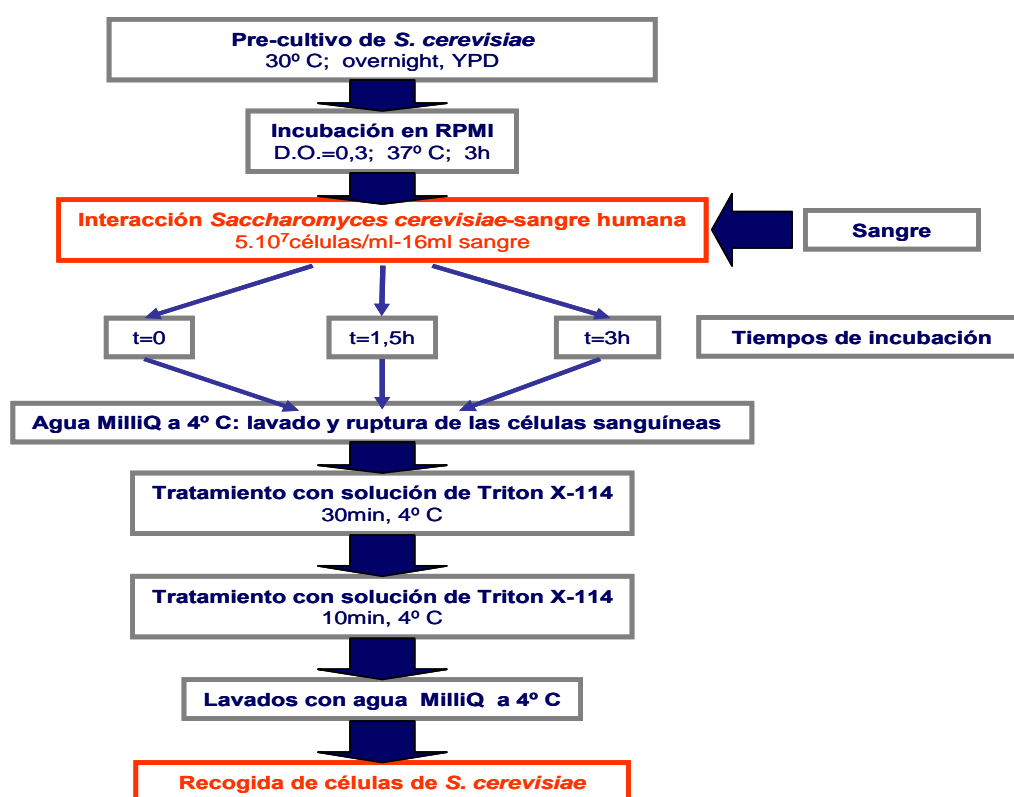 Pre-cultivo de S. cerevisiae
30º C; overnight, YPD
Incubación en RPMI
D.O.=0,3; 37º C; 3h
Interacción Saccharomyces cerevisiae-sangre humana
5.10⁷células/ml-16ml sangre
Sangre
t=0
t=1,5h
t=3h
Tiempos de incubación
Agua MilliQ a 4º C: lavado y ruptura de las células sanguíneas
Tratamiento con solución de Triton X-114
30min, 4º C
Tratamiento con solución de Triton X-114
10min, 4º C
Lavados con agua MilliQ a 4º C
Recogida de células de S. cerevisiae